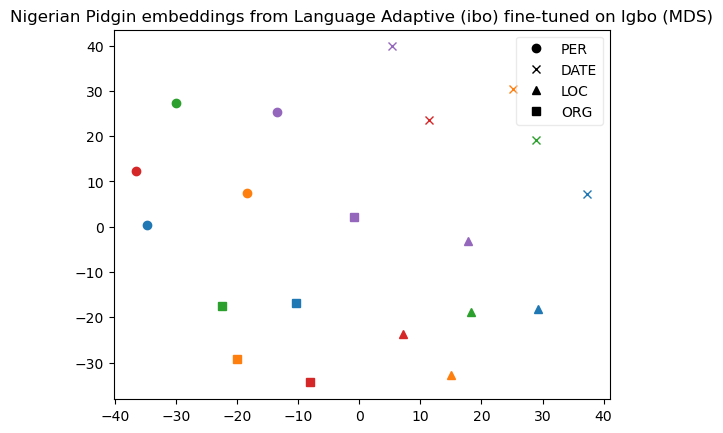 Nigerian Pidgin embeddings from Language Adaptive (ibo) fine-tuned on Igbo (MDS)
PER
DATE
LOC
ORG
40
30
20
10
0
−10
−20
−30
−40 −30 −20 −10 0 10 20 30 40